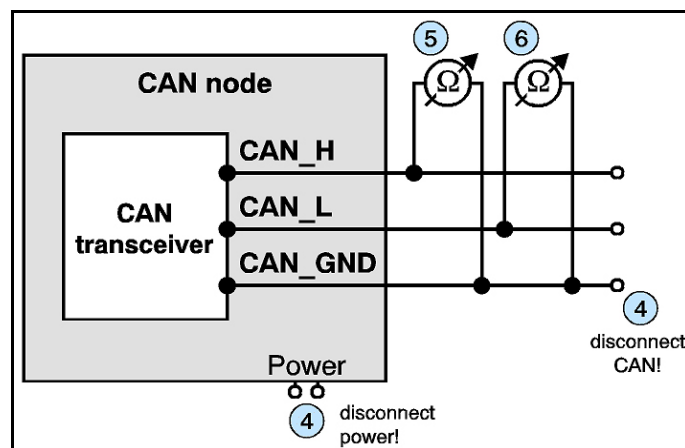 5
6
Ω
Ω
CAN node
CAN_H
CAN
transceiver
CAN_L
CAN_GND
4
disconnect
CAN!
Power
4
disconnect
power!